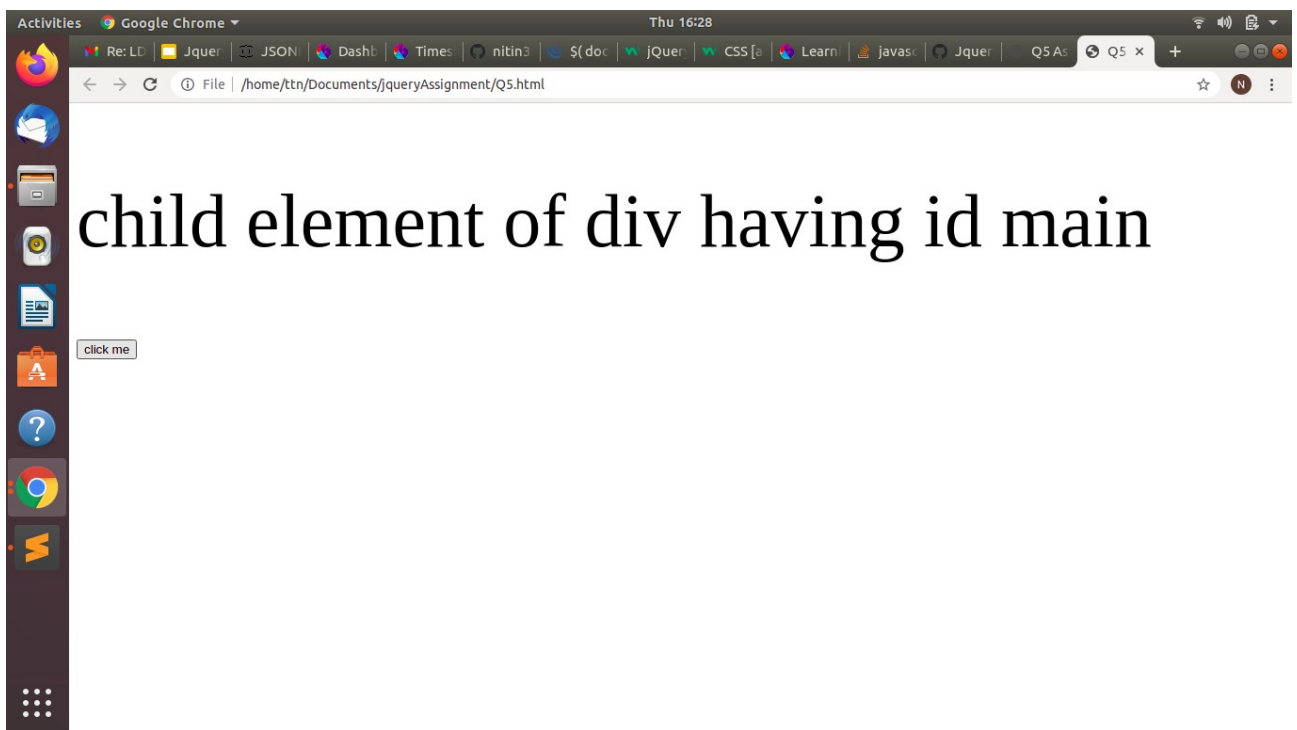 Activities Google Chrome Thu 16:28
Re: LD Jquer JSON Dashb Times nitin3 $( doc jQuer CSS [a Learn javasc Jquer Q5 As Q5
File /home/ttn/Documents/jqueryAssignment/Q5.html N
child element of div having id main
click me